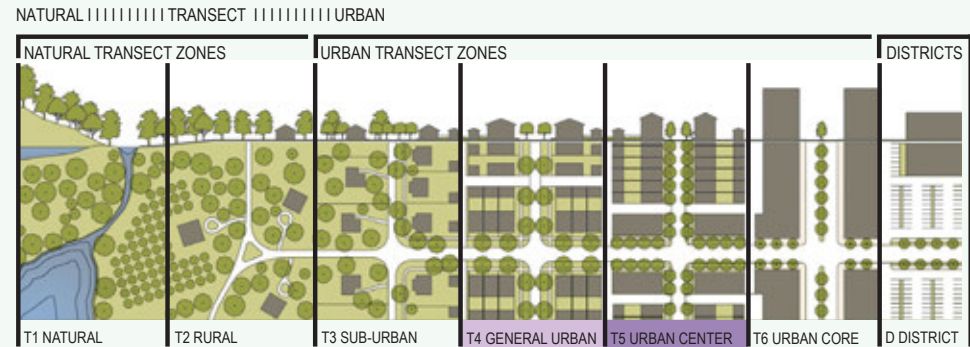 NATURAL I I I I I I I I I I TRANSECT I I I I I I I I I I URBAN
NATURAL TRANSECT ZONES
URBAN TRANSECT ZONES
DISTRICTS
T1 NATURAL
T2 RURAL
T3 SUB-URBAN
T4 GENERAL URBAN
T5 URBAN CENTER
T6 URBAN CORE
D DISTRICT